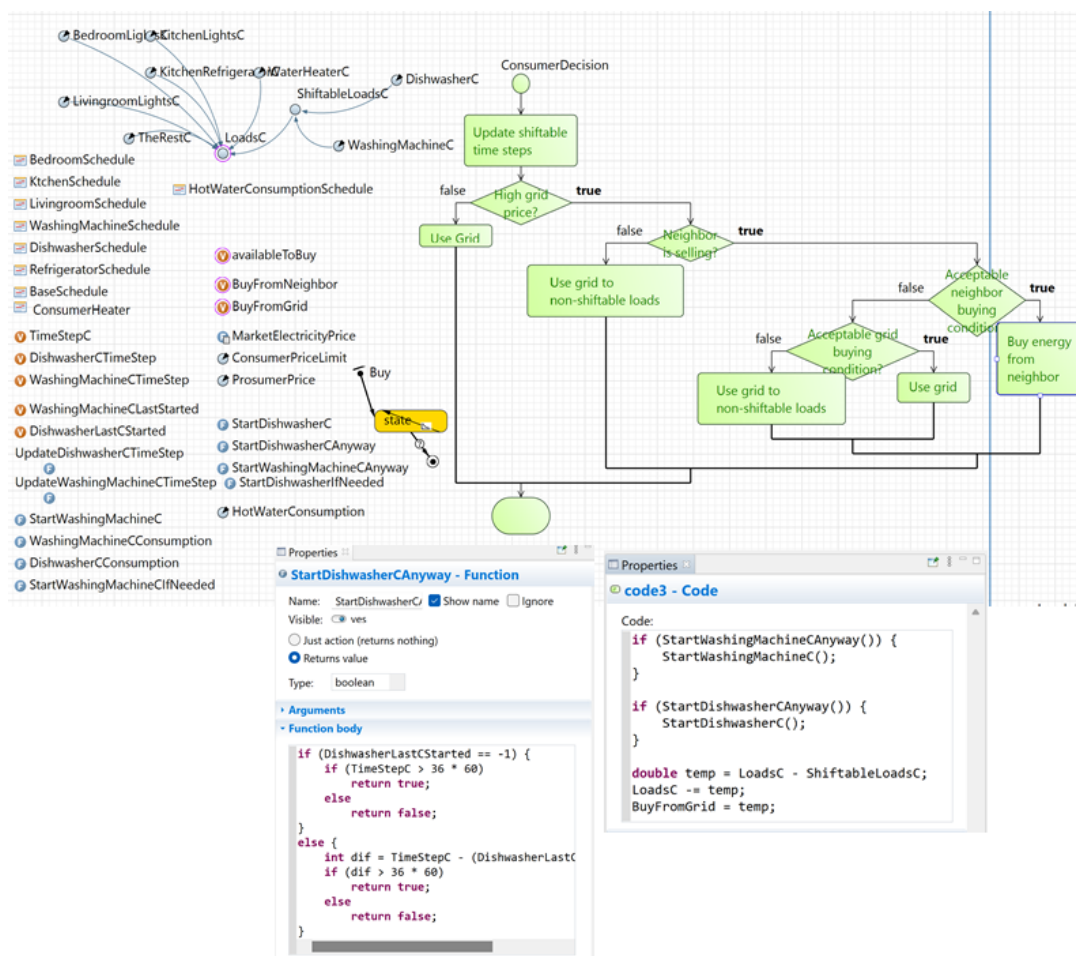 BedroomLightsC
KitchenLightsC
KitchenRefrigeratorC
WaterHeaterC
DishwasherC
ShiftableLoadsC
LivingroomLightsC
TheRestC
LoadsC
WashingMachineC
BedroomSchedule
KtchenSchedule
HotWaterConsumptionSchedule
LivingroomSchedule
WashingMachineSchedule
DishwasherSchedule
RefrigeratorSchedule
BaseSchedule
ConsumerHeater
TimeStepC
DishwasherCTimeStep
WashingMachineCTimeStep
WashingMachineCLastStarted
DishwasherLastCStarted
UpdateDishwasherCTimeStep
UpdateWashingMachineCTimeStep
StartWashingMachineC
WashingMachineCConsumption
DishwasherCConsumption
StartWashingMachineCIfNeeded
availableToBuy
BuyFromNeighbor
BuyFromGrid
MarketElectricityPrice
ConsumerPriceLimit
ProsumerPrice
StartDishwasherC
StartDishwasherCAnyway
StartWashingMachineCAnyway
StartDishwasherIfNeeded
HotWaterConsumption
Buy
state
ConsumerDecision
Update shiftable
time steps
false
High grid
price?
true
Use Grid
false
Neighbor
is selling?
true
Use grid to
non-shiftable loads
false
Acceptable
neighbor
buying
condition
true
false
Acceptable grid
buying
condition?
true
Buy energy
from
neighbor
Use grid to
non-shiftable loads
Use grid
Properties
StartDishwasherCAnyway - Function
Name: StartDishwasherC Show name Ignore
Visible: yes
Just action (returns nothing)
Returns value
Type: boolean
Arguments
Function body
if (DishwasherLastCStarted == -1) {
if (TimeStepC > 36 * 60)
return true;
else
return false;
}
else {
int dif = TimeStepC - (DishwasherLastC
if (dif > 36 * 60)
return true;
else
return false;
}
Properties
code3 - Code
Code:
if (StartWashingMachineCAnyway()) {
StartWashingMachineC();
}
if (StartDishwasherCAnyway()) {
StartDishwasherC();
}
double temp = LoadsC - ShiftableLoadsC;
LoadsC -= temp;
BuyFromGrid = temp;